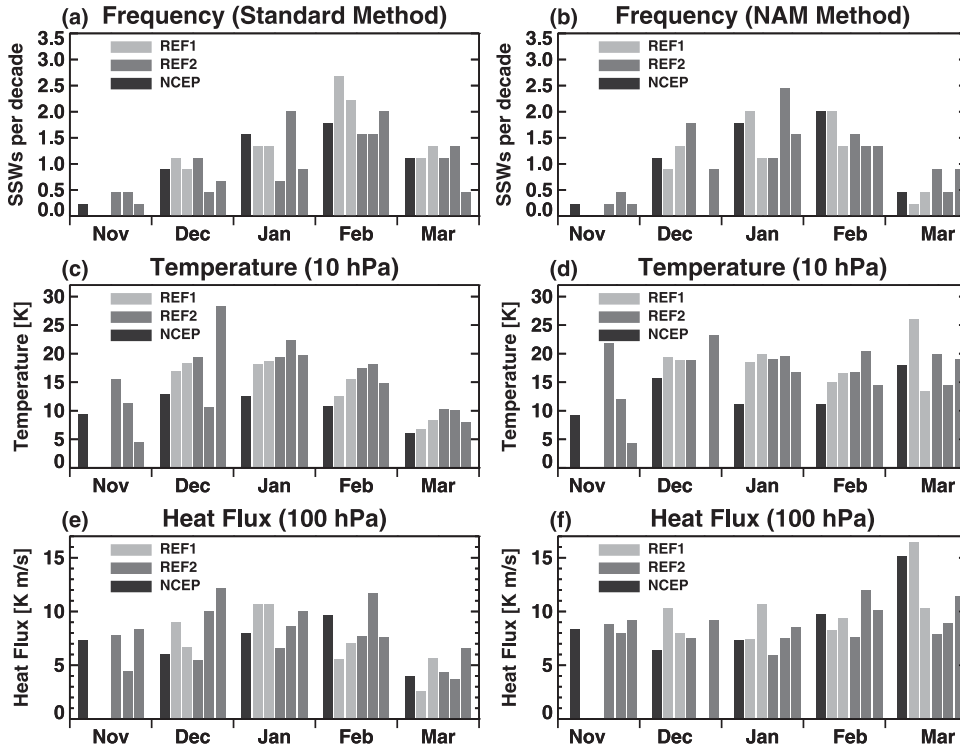 (a) Frequency (Standard Method)
SSWs per decade
3.5
3.0
2.5
2.0
1.5
1.0
0.5
0.0
REF1
REF2
NCEP
Nov Dec Jan Feb Mar
(b) Frequency (NAM Method)
SSWs per decade
3.5
3.0
2.5
2.0
1.5
1.0
0.5
0.0
REF1
REF2
NCEP
Nov Dec Jan Feb Mar
(c) Temperature (10 hPa)
Temperature [K]
30
25
20
15
10
5
0
REF1
REF2
NCEP
Nov Dec Jan Feb Mar
(d) Temperature (10 hPa)
Temperature [K]
30
25
20
15
10
5
0
REF1
REF2
NCEP
Nov Dec Jan Feb Mar
(e) Heat Flux (100 hPa)
Heat Flux [K m/s]
15
10
5
0
REF1
REF2
NCEP
Nov Dec Jan Feb Mar
(f) Heat Flux (100 hPa)
Heat Flux [K m/s]
15
10
5
0
REF1
REF2
NCEP
Nov Dec Jan Feb Mar